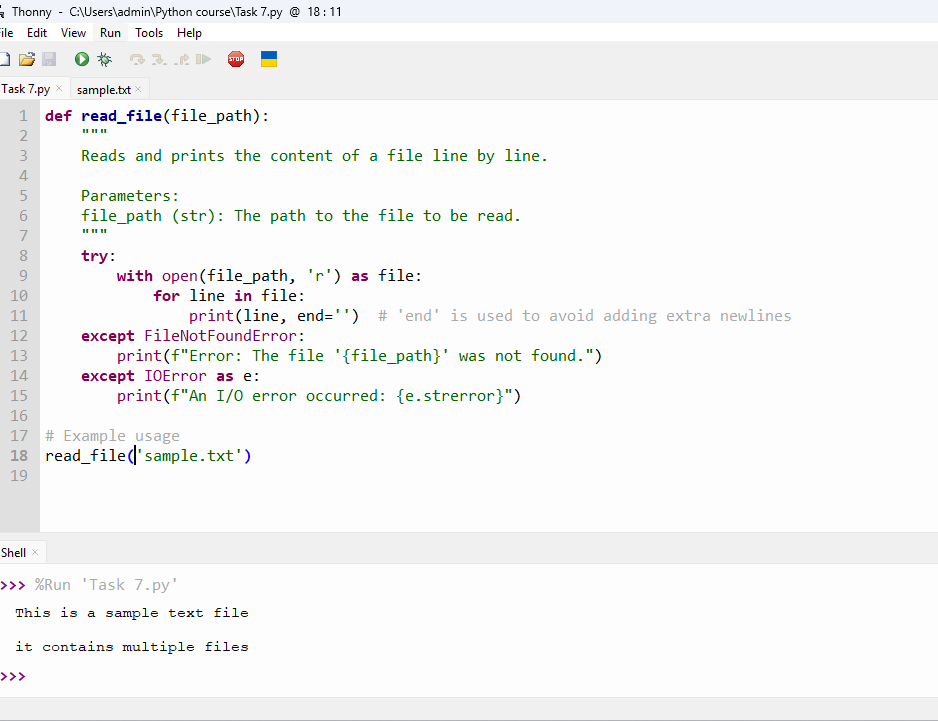 Thonny - C:\Users\admin\Python course\Task 7.py @ 18 : 11
ile Edit View Run Tools Help
STOP
Task 7.py × sample.txt ×
1 def read_file(file_path):
2     """
3     Reads and prints the content of a file line by line.
4
5     Parameters:
6     file_path (str): The path to the file to be read.
7     """
8     try:
9         with open(file_path, 'r') as file:
10             for line in file:
11                 print(line, end='')  # 'end' is used to avoid adding extra newlines
12     except FileNotFoundError:
13         print(f"Error: The file '{file_path}' was not found.")
14     except IOError as e:
15         print(f"An I/O error occurred: {e.strerror}")
16
17 # Example usage
18 read_file('sample.txt')
19
Shell ×
>>> %Run 'Task 7.py'
This is a sample text file
it contains multiple files
>>>